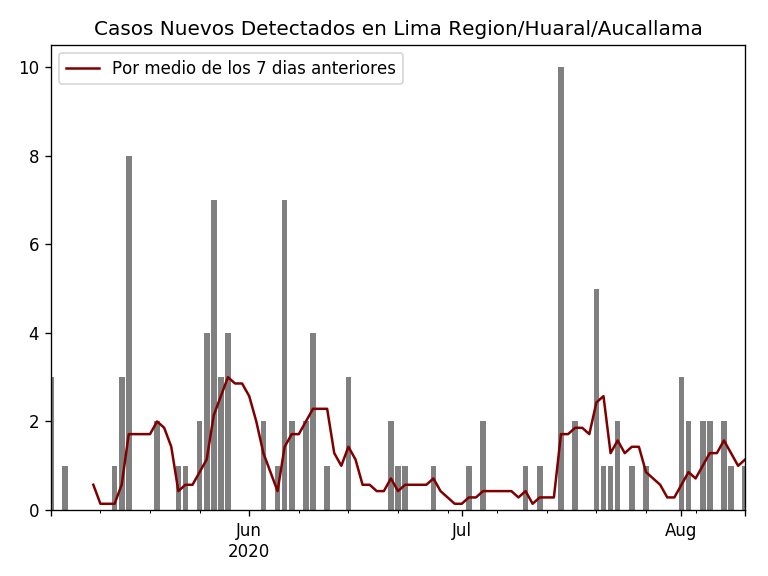 Casos Nuevos Detectados en Lima Region/Huaral/Aucallama
Por medio de los 7 dias anteriores
10
8
6
4
2
0
Jun
2020
Jul
Aug